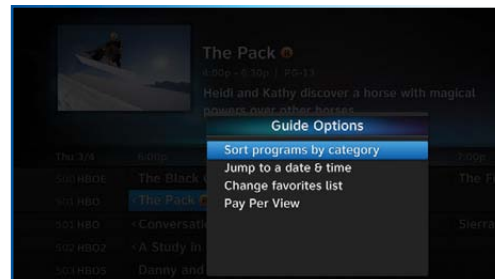 The Pack R
6:00p - 6:30p | PG-13
Heidi and Kathy discover a horse with magical
powers over other horses.
Guide Options
Sort programs by category
Jump to a date & time
Change favorites list
Pay Per View
Thu 3/4 6:00p 7:00p
500 HBOE The Black The F
501 HBO The Pack
501 HBO Conversati Sierra
502 HBO2 A Study In
503 HBOS Danny and